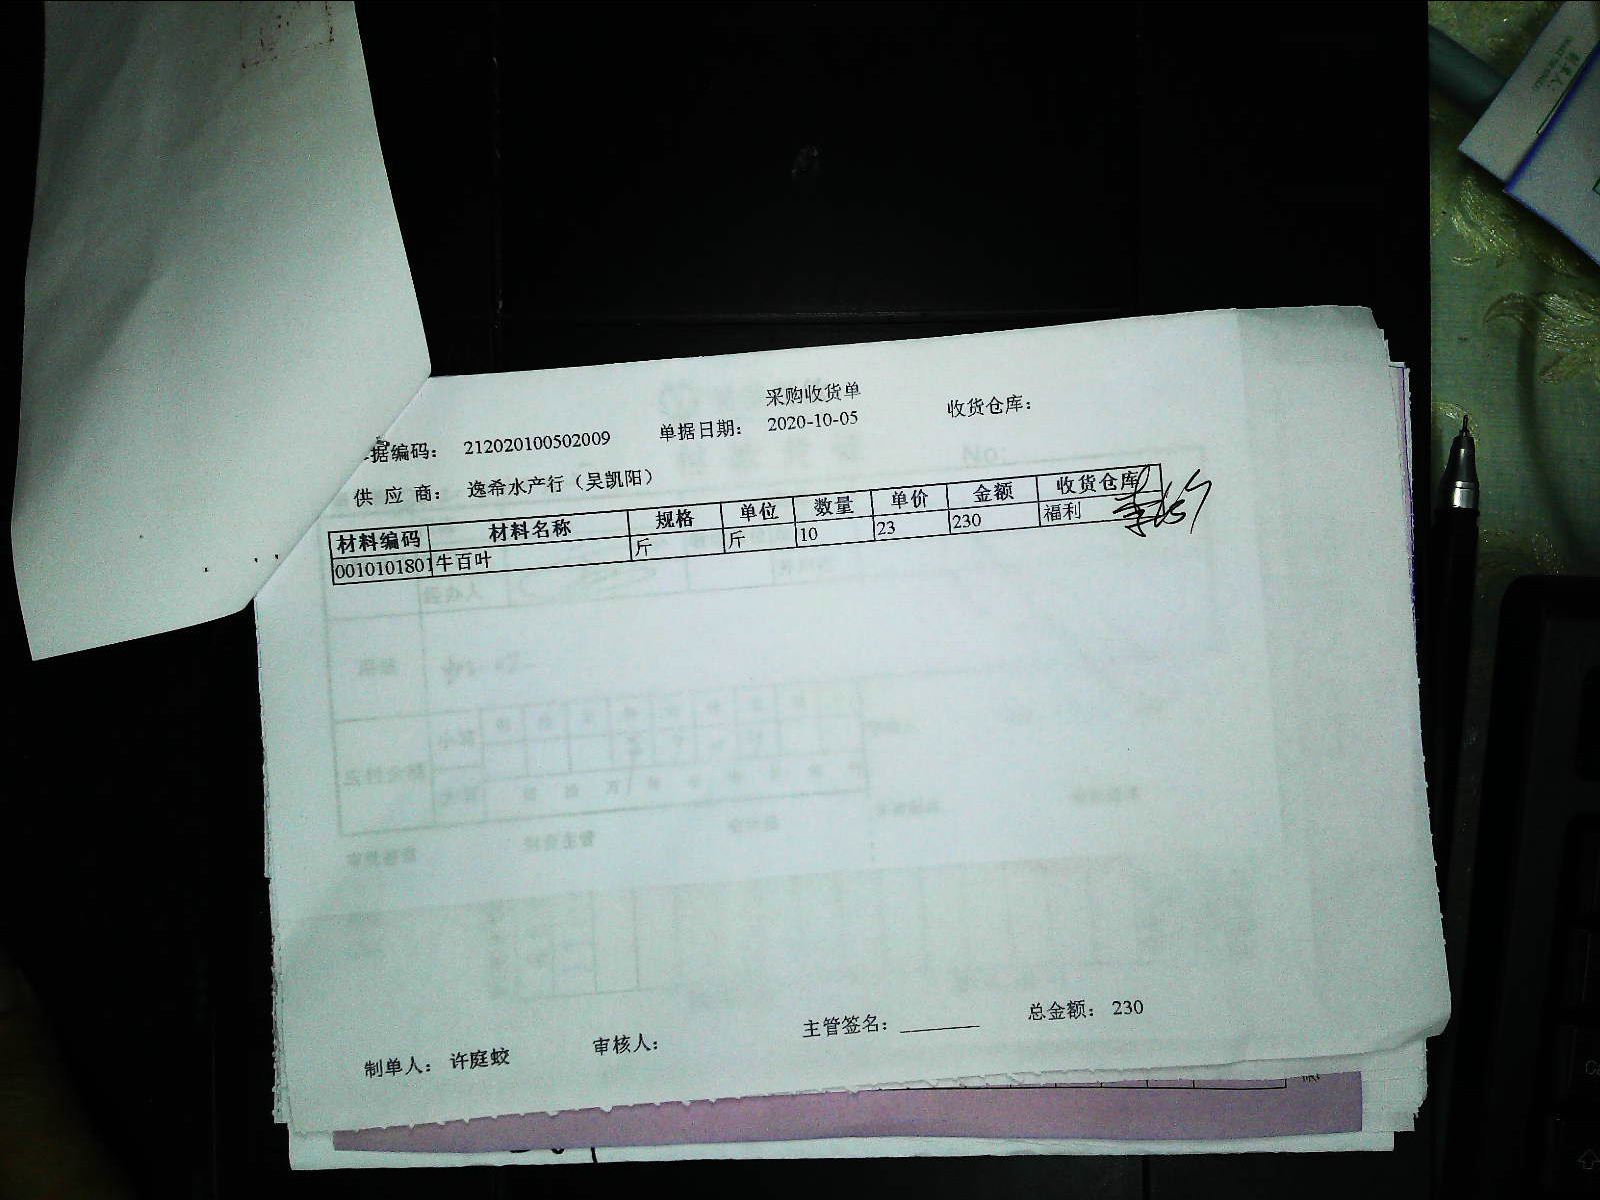 采购收货单
据编码: 212020100502009 单据日期: 2020-10-05 收货仓库:
供 应 商: 逸希水产行（吴凯阳）
材料编码 材料名称 规格 单位 数量 单价 金额 收货仓库
0010101801 牛百叶 斤 斤 10 23 230 福利
制单人: 许庭蛟 审核人: 主管签名: ________ 总金额: 230